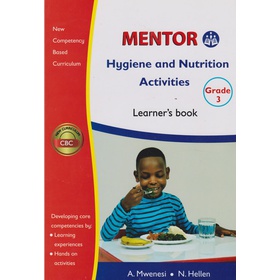 New
Competency
Based
Curriculum
MENTOR
Hygiene and Nutrition
Activities
Grade
3
Learner's book
CBC
Developing core
competencies by:
• Learning
experiences
• Hands on
activities
A. Mwenesi • N. Hellen